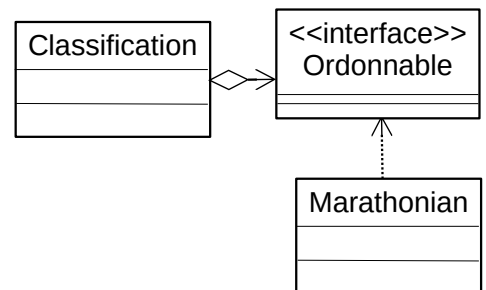 Classification
<<interface>>
Ordonnable
Marathonian